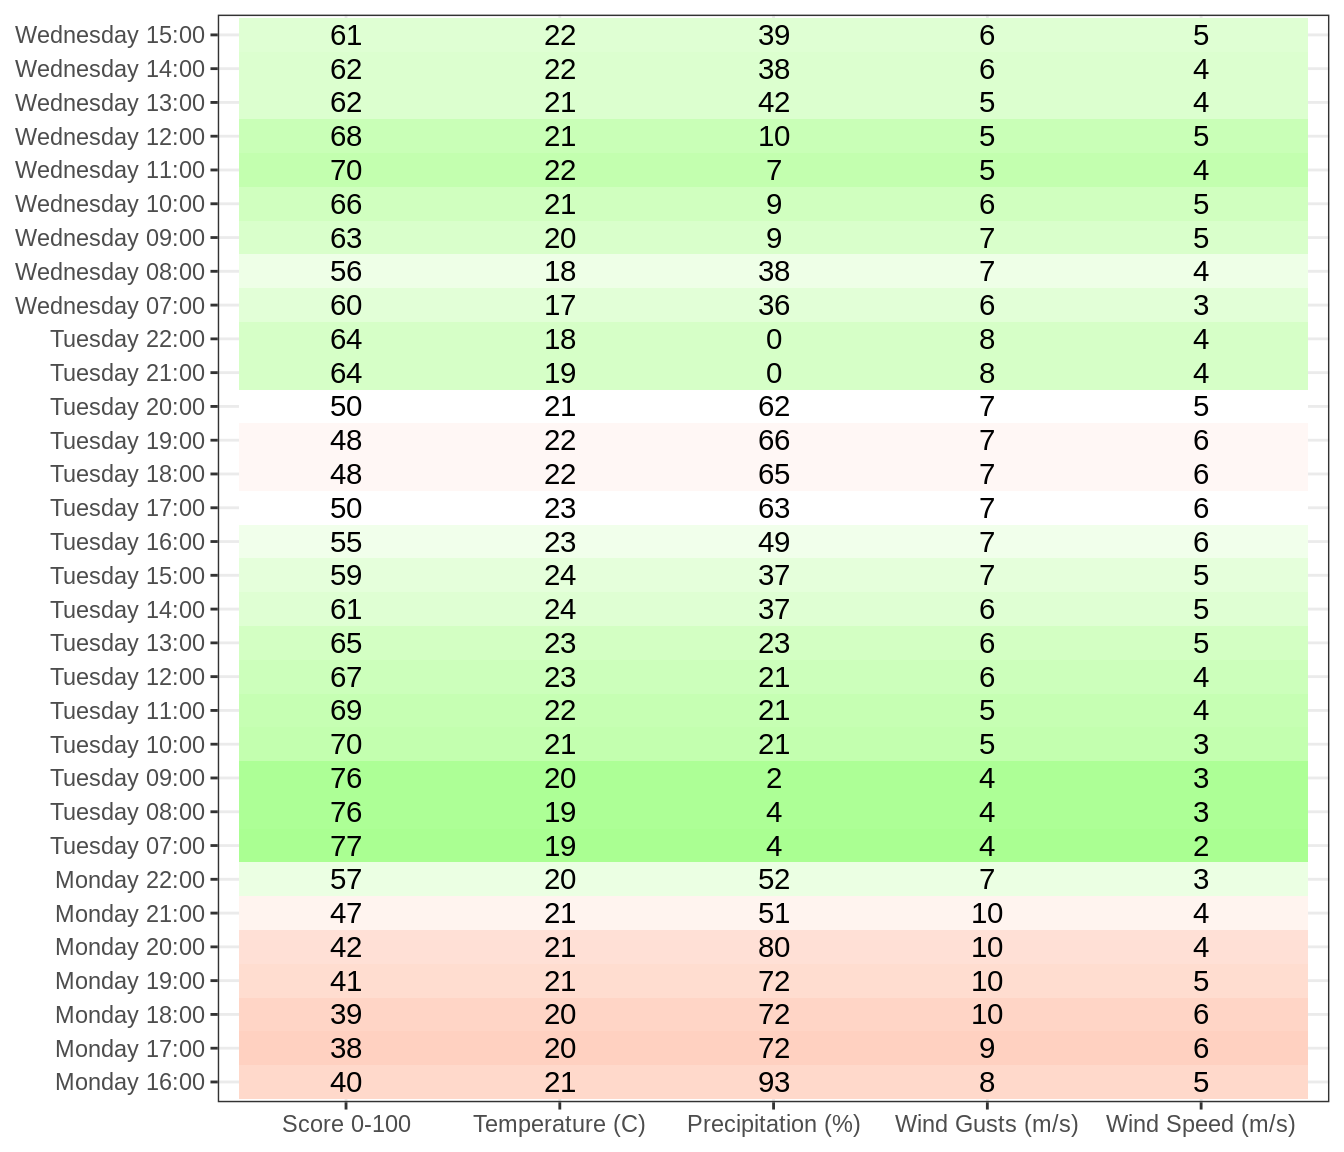 Wednesday 15:00 61 22 39 6 5
Wednesday 14:00 62 22 38 6 4
Wednesday 13:00 62 21 42 5 4
Wednesday 12:00 68 21 10 5 5
Wednesday 11:00 70 22 7 5 4
Wednesday 10:00 66 21 9 6 5
Wednesday 09:00 63 20 9 7 5
Wednesday 08:00 56 18 38 7 4
Wednesday 07:00 60 17 36 6 3
Tuesday 22:00 64 18 0 8 4
Tuesday 21:00 64 19 0 8 4
Tuesday 20:00 50 21 62 7 5
Tuesday 19:00 48 22 66 7 6
Tuesday 18:00 48 22 65 7 6
Tuesday 17:00 50 23 63 7 6
Tuesday 16:00 55 23 49 7 6
Tuesday 15:00 59 24 37 7 5
Tuesday 14:00 61 24 37 6 5
Tuesday 13:00 65 23 23 6 5
Tuesday 12:00 67 23 21 6 4
Tuesday 11:00 69 22 21 5 4
Tuesday 10:00 70 21 21 5 3
Tuesday 09:00 76 20 2 4 3
Tuesday 08:00 76 19 4 4 3
Tuesday 07:00 77 19 4 4 2
Monday 22:00 57 20 52 7 3
Monday 21:00 47 21 51 10 4
Monday 20:00 42 21 80 10 4
Monday 19:00 41 21 72 10 5
Monday 18:00 39 20 72 10 6
Monday 17:00 38 20 72 9 6
Monday 16:00 40 21 93 8 5
Score 0-100 Temperature (C) Precipitation (%) Wind Gusts (m/s) Wind Speed (m/s)